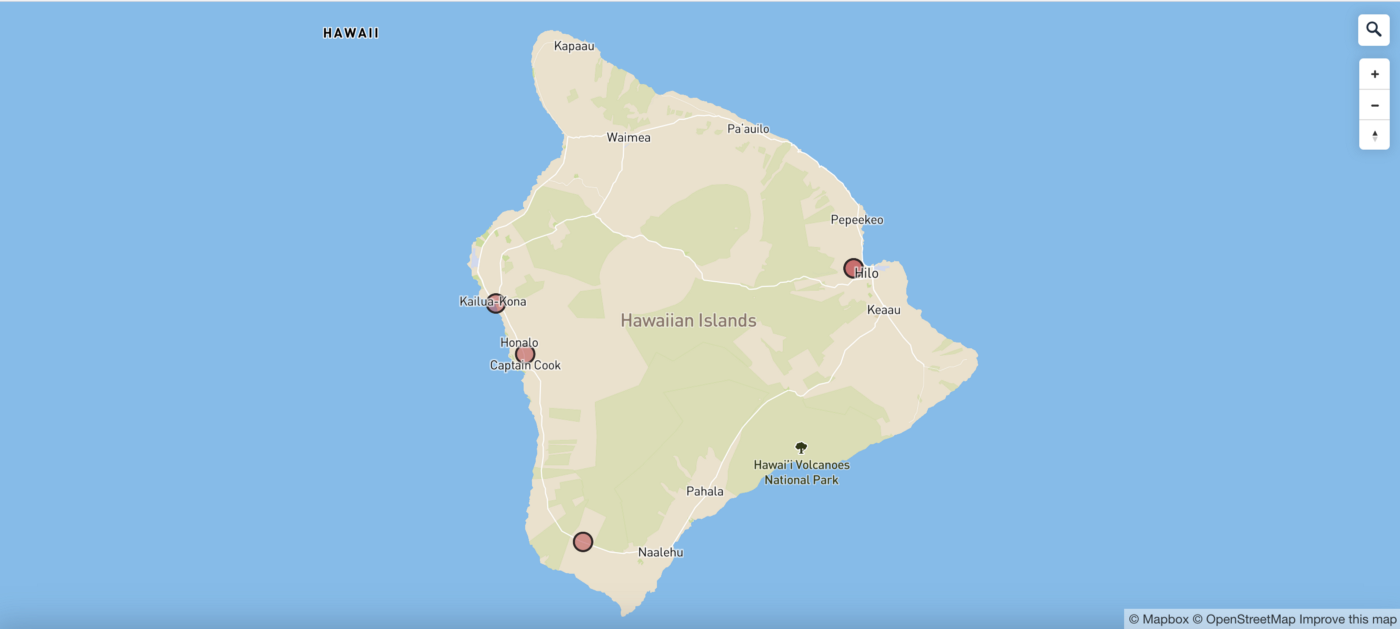 HAWAII
Kapaau
Pa'auilo
Waimea
Pepeekeo
Hilo
Kailua-Kona
Keaau
Hawaiian Islands
Honalo
Captain Cook
Hawai'i Volcanoes
National Park
Pahala
Naalehu
© Mapbox © OpenStreetMap Improve this map